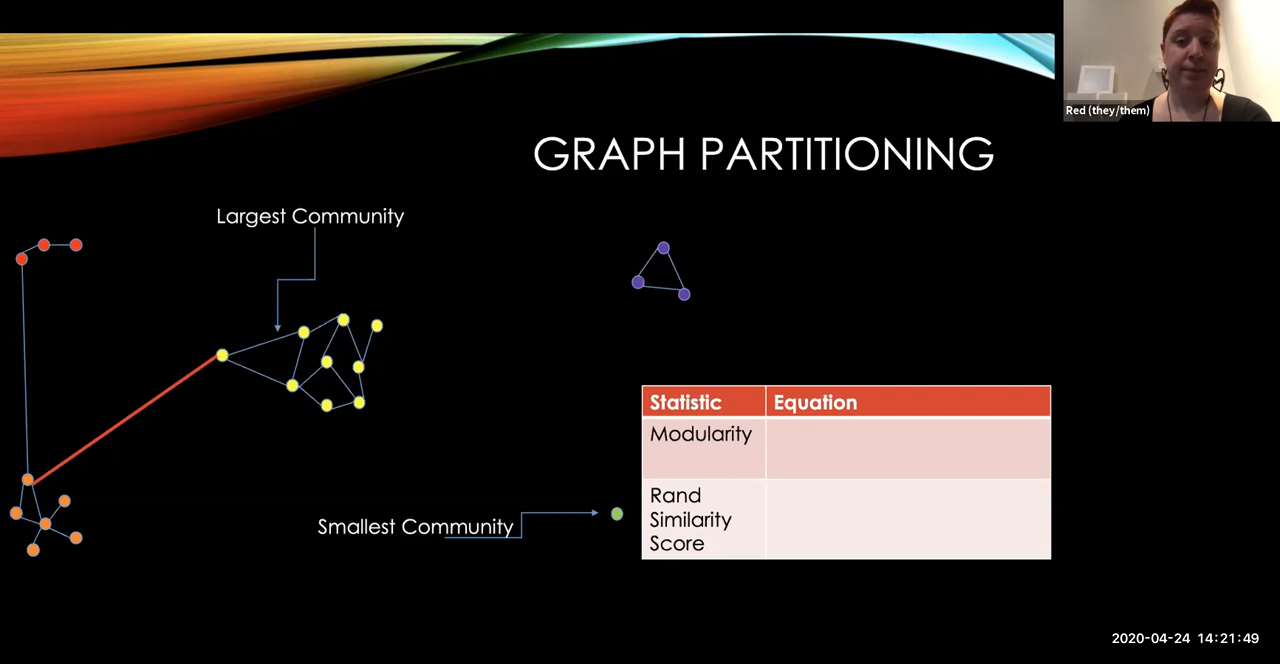 Red (they/them)
GRAPH PARTITIONING
Largest Community
Statistic Equation
Modularity
Rand
Similarity
Score
Smallest Community
2020-04-24 14:21:49